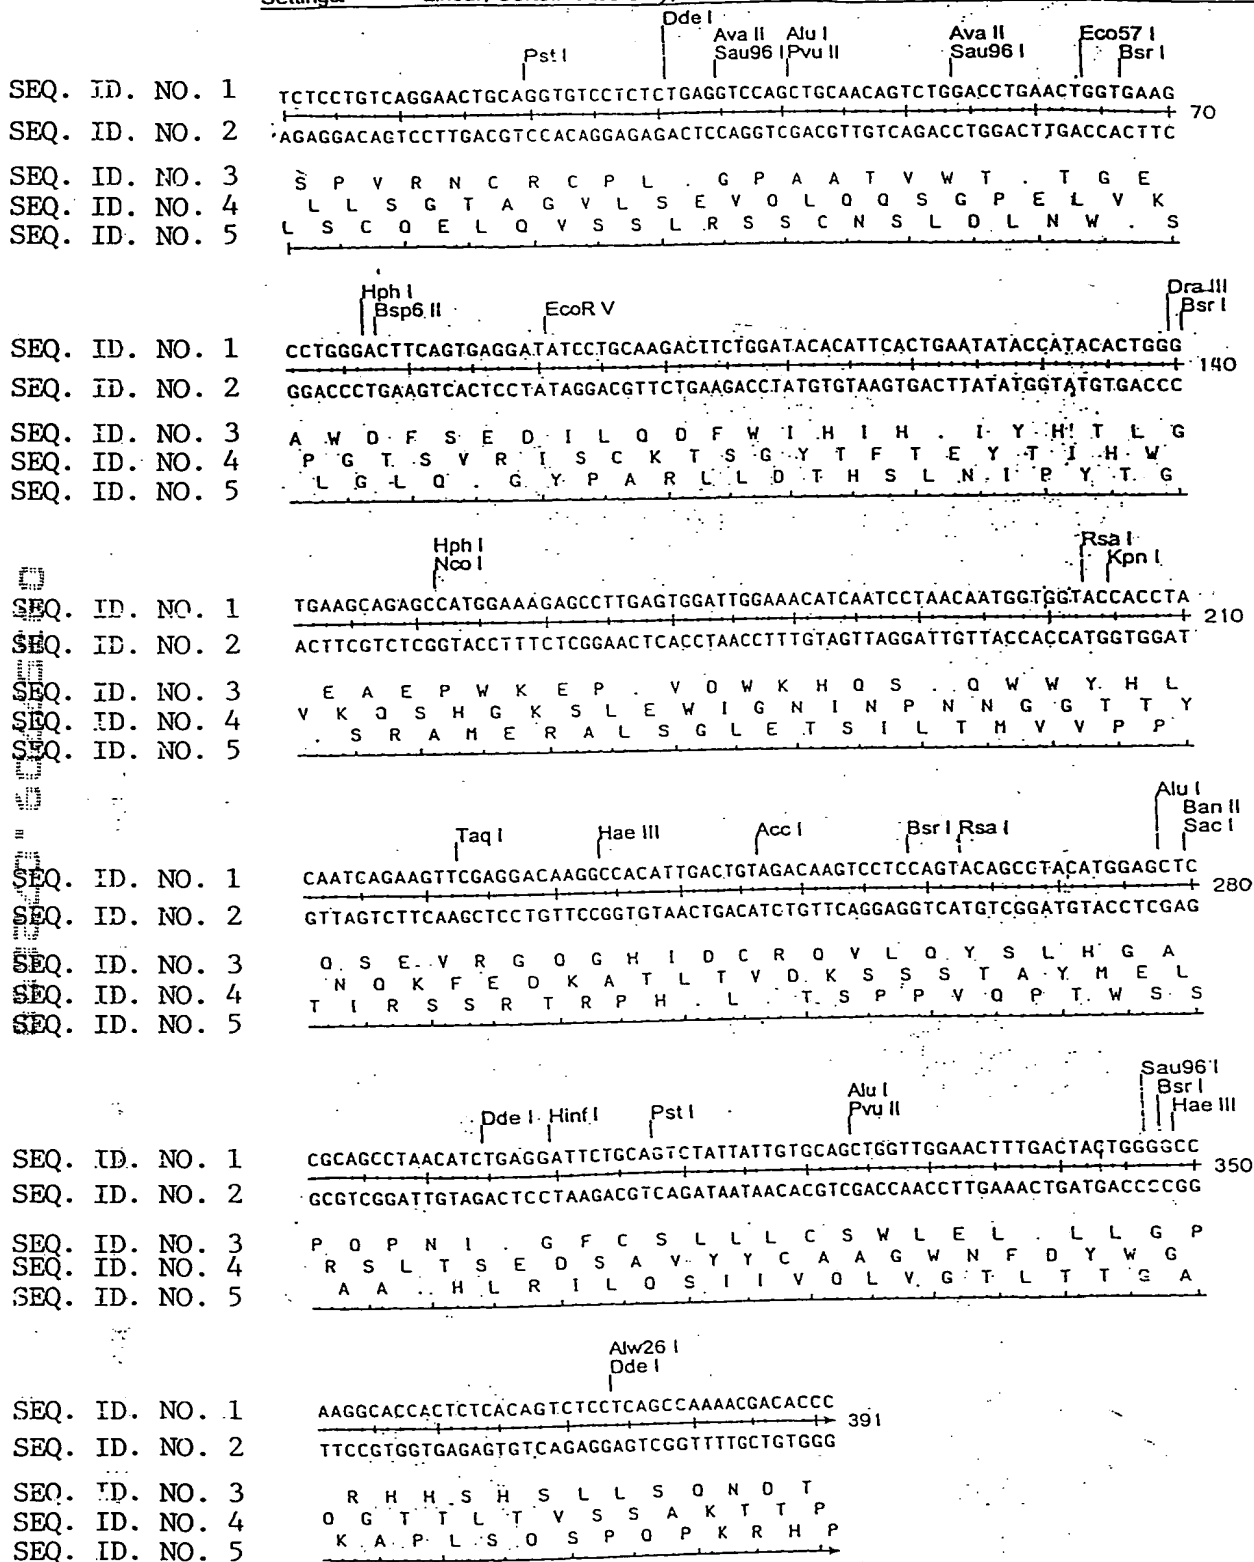 Dde I
Ava II Alu I Ava II Eco57 I
Pst I Sau96 I Pvu II Sau96 I Bsr I
SEQ. ID. NO. 1 TCTCCTGTCAGGAACTGCAGGTGTCCTCTCTGAGGTCCAGCTGCAACAGTCTGGACCTGAACTGGTGAAG
70
SEQ. ID. NO. 2 AGAGGACAGTCCTTGACGTCCACAGGAGAGACTCCAGGTCGACGTTGTCAGACCTGGACTTGACCACTTC
SEQ. ID. NO. 3 S P V R N C R C P L . G P A A T V W T . T G E
SEQ. ID. NO. 4 L L S G T A G V L S E V Q L Q Q S G P E L V K
SEQ. ID. NO. 5 L S C Q E L Q V S S L R S S C N S L D L N W . S
Hph I Dra III
Bsp6 II EcoR V Bsr I
SEQ. ID. NO. 1 CCTGGGACTTCAGTGAGGATATCCTGCAAGACTTCTGGATACACATTCACTGAATATACCATACACTGGG
140
SEQ. ID. NO. 2 GGACCCTGAAGTCACTCCTATAGGACGTTCTGAAGACCTATGTGTAAGTGACTTATATGGTATGTGACCC
SEQ. ID. NO. 3 A W D F S E D I L Q D F W I H I H . I Y H T L G
SEQ. ID. NO. 4 P G T S V R I S C K T S G Y T F T E Y T I H W
SEQ. ID. NO. 5 L G L Q . G Y P A R L L D T H S L N I P Y T G
Hph I Rsa I
Nco I Kpn I
SEQ. ID. NO. 1 TGAAGCAGAGCCATGGAAAGAGCCTTGAGTGGATTGGAAACATCAATCCTAACAATGGTGGTACCACCTA
210
SEQ. ID. NO. 2 ACTTCGTCTCGGTACCTTTCTCGGAACTCACCTAACCTTTGTAGTTAGGATTGTTACCACCATGGTGGAT
SEQ. ID. NO. 3 E A E P W K E P . V D W K H Q S . Q W W Y H L
SEQ. ID. NO. 4 V K Q S H G K S L E W I G N I N P N N G G T T Y
SEQ. ID. NO. 5 . S R A M E R A L S G L E T S I L T M V V P P
Alu I
Ban II
Taq I Hae III Acc I Bsr I Rsa I Sac I
SEQ. ID. NO. 1 CAATCAGAAGTTCGAGGACAAGGCCACATTGACTGTAGACAAGTCCTCCAGTACAGCCTACATGGAGCTC
280
SEQ. ID. NO. 2 GTTAGTCTTCAAGCTCCTGTTCCGGTGTAACTGACATCTGTTCAGGAGGTCATGTCGGATGTACCTCGAG
SEQ. ID. NO. 3 Q S E V R G Q G H I D C R Q V L Q Y S L H G A
SEQ. ID. NO. 4 N Q K F E D K A T L T V D K S S S T A Y M E L
SEQ. ID. NO. 5 T I R S S R T R P H . L . T S P P V Q P T W S S
Sau96 I
Alu I Bsr I
Dde I Hinf I Pst I Pvu II Hae III
SEQ. ID. NO. 1 CGCAGCCTAACATCTGAGGATTCTGCAGTCTATTATTGTGCAGCTGGTTGGAACTTTGACTACTGGGGCC
350
SEQ. ID. NO. 2 GCGTCGGATTGTAGACTCCTAAGACGTCAGATAATAACACGTCGACCAACCTTGAAACTGATGACCCCGG
SEQ. ID. NO. 3 P Q P N I . G F C S L L L C S W L E L . L L G P
SEQ. ID. NO. 4 R S L T S E D S A V Y Y C A A G W N F D Y W G
SEQ. ID. NO. 5 A A . H L R I L Q S I I V Q L V G T L T T G A
Alw26 I
Dde I
SEQ. ID. NO. 1 AAGGCACCACTCTCACAGTCTCCTCAGCCAAAACGACACCC
391
SEQ. ID. NO. 2 TTCCGTGGTGAGAGTGTCAGAGGAGTCGGTTTTGCTGTGGG
SEQ. ID. NO. 3 R H H S H S L L S Q N D T
SEQ. ID. NO. 4 Q G T T L T V S S A K T T P
SEQ. ID. NO. 5 K A P L S Q S P Q P K R H P